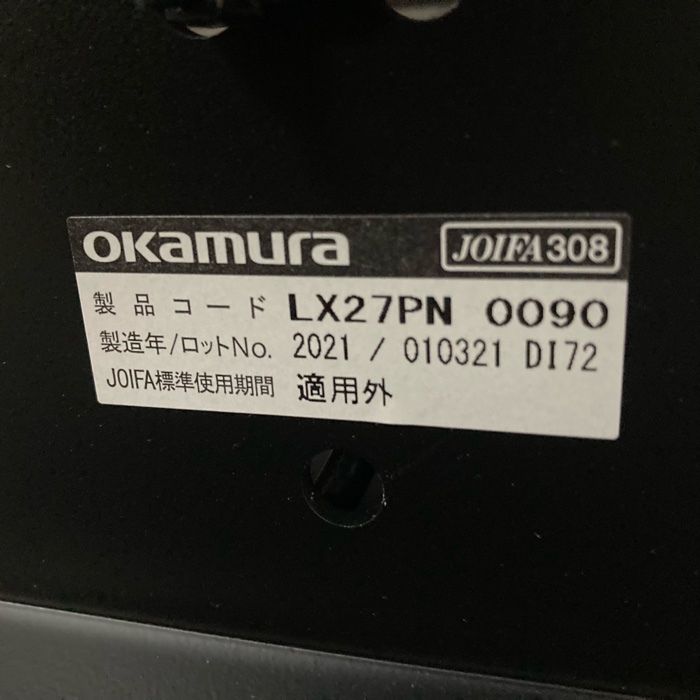 okamura JOIFA308
製品コード LX27PN 0090
製造年/ロットNo. 2021 / 010321 DI72
JOIFA標準使用期間 適用外